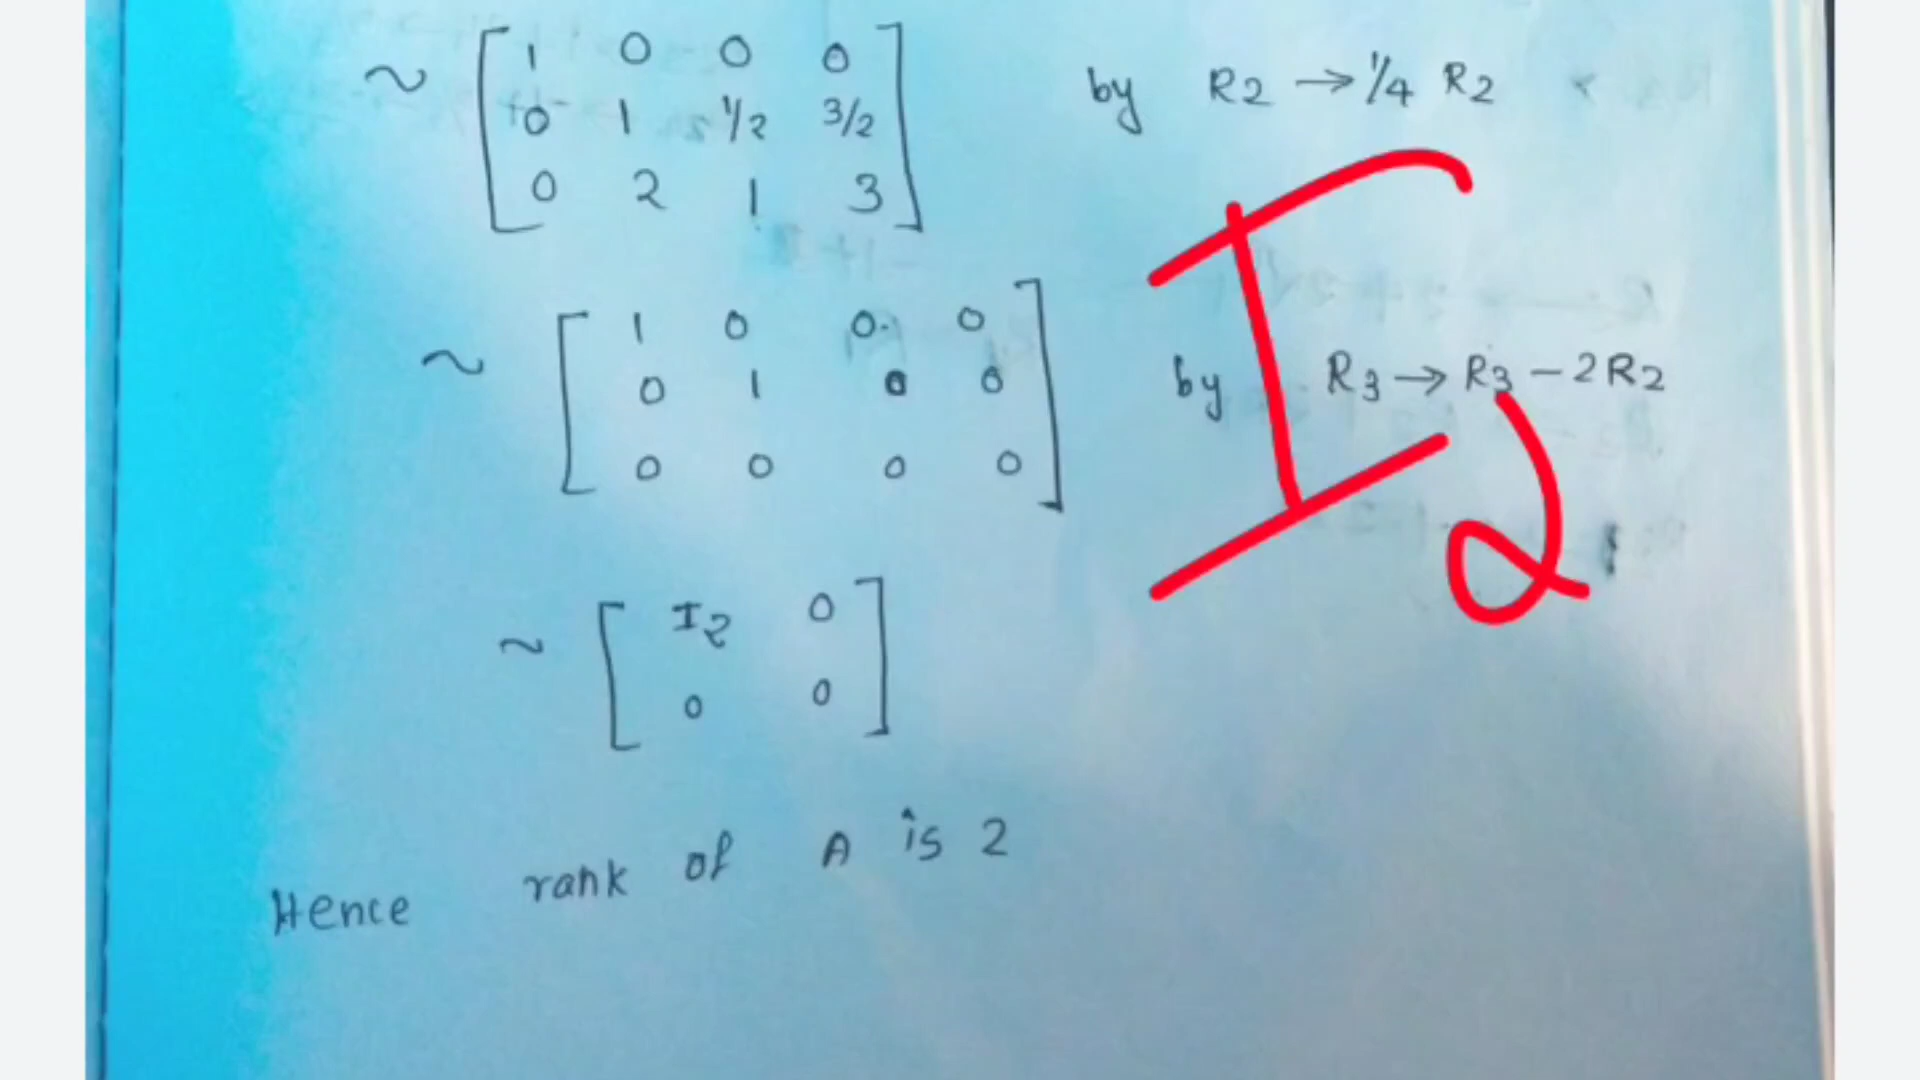 ~ [ 1 0 0 0 ]
[ 0 1 1/2 3/2 ] by R2 → 1/4 R2
[ 0 2 1 3 ]
~ [ 1 0 0 0 ]
[ 0 1 0 0 ] by R3 → R3 - 2R2
[ 0 0 0 0 ]
I2
~ [ I2 0 ]
[ 0 0 ]
Hence rank of A is 2